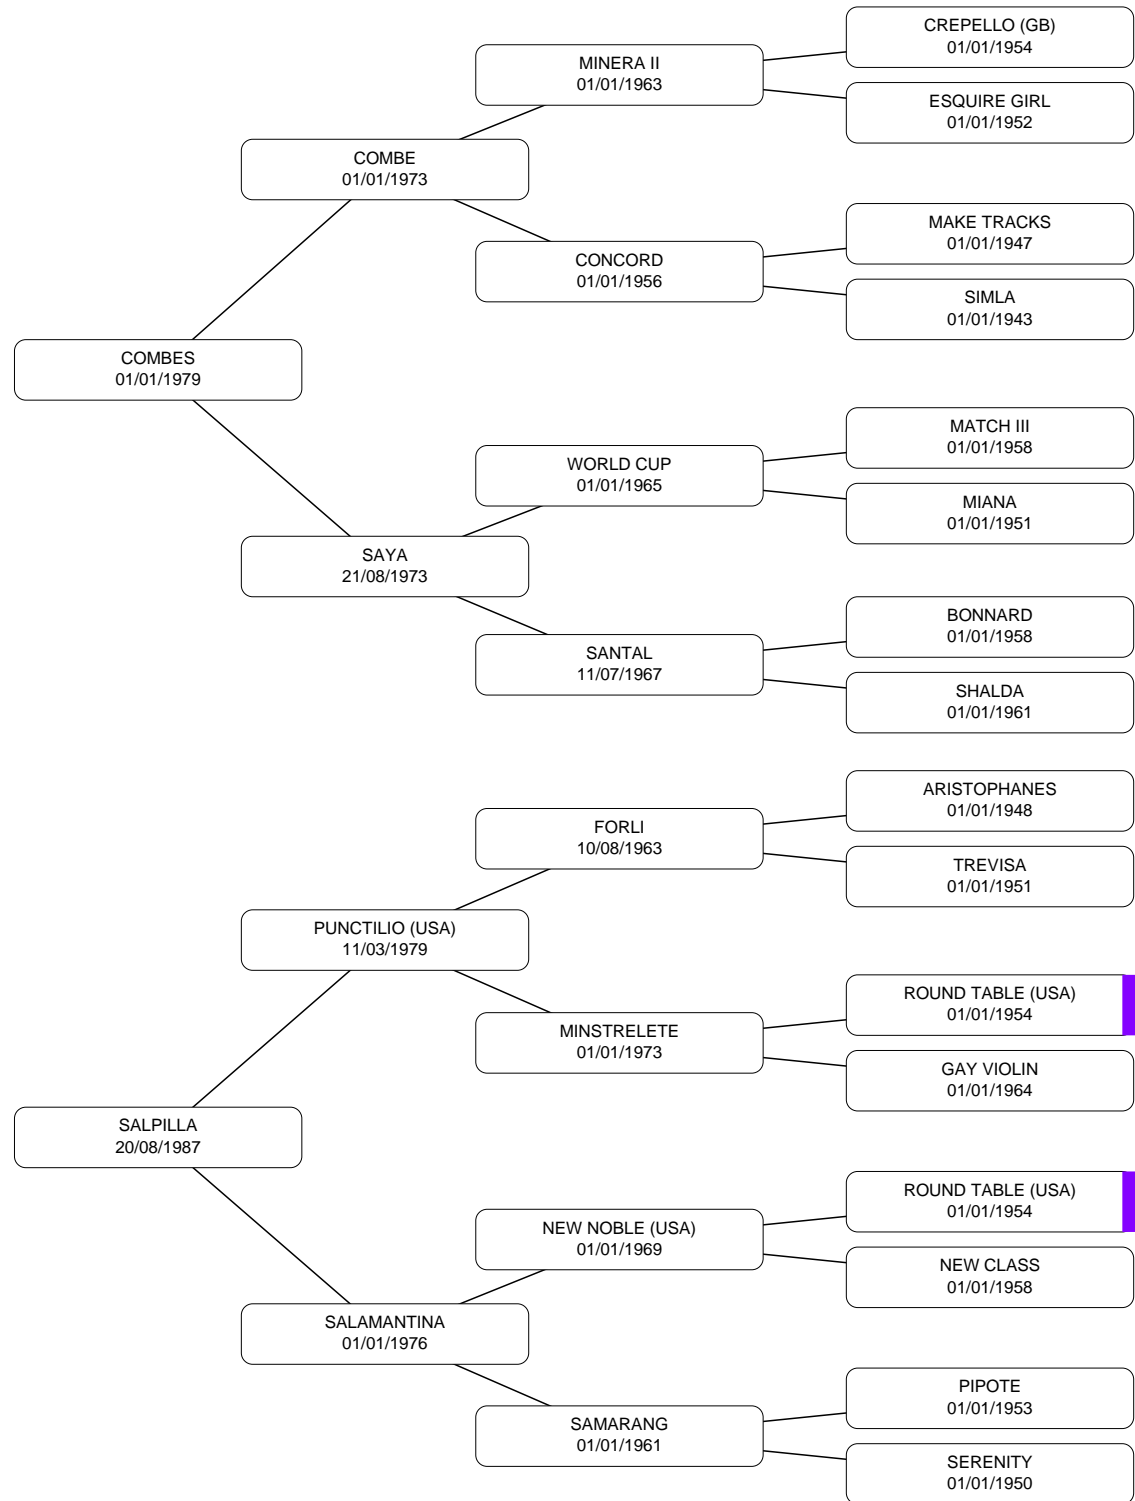 CREPELLO (GB)
01/01/1954
MINERA II
01/01/1963
ESQUIRE GIRL
01/01/1952
COMBE
01/01/1973
MAKE TRACKS
01/01/1947
CONCORD
01/01/1956
SIMLA
01/01/1943
COMBES
01/01/1979
MATCH III
01/01/1958
WORLD CUP
01/01/1965
MIANA
01/01/1951
SAYA
21/08/1973
BONNARD
01/01/1958
SANTAL
11/07/1967
SHALDA
01/01/1961
ARISTOPHANES
01/01/1948
FORLI
10/08/1963
TREVISA
01/01/1951
PUNCTILIO (USA)
11/03/1979
ROUND TABLE (USA)
01/01/1954
MINSTRELETE
01/01/1973
GAY VIOLIN
01/01/1964
SALPILLA
20/08/1987
ROUND TABLE (USA)
01/01/1954
NEW NOBLE (USA)
01/01/1969
NEW CLASS
01/01/1958
SALAMANTINA
01/01/1976
PIPOTE
01/01/1953
SAMARANG
01/01/1961
SERENITY
01/01/1950